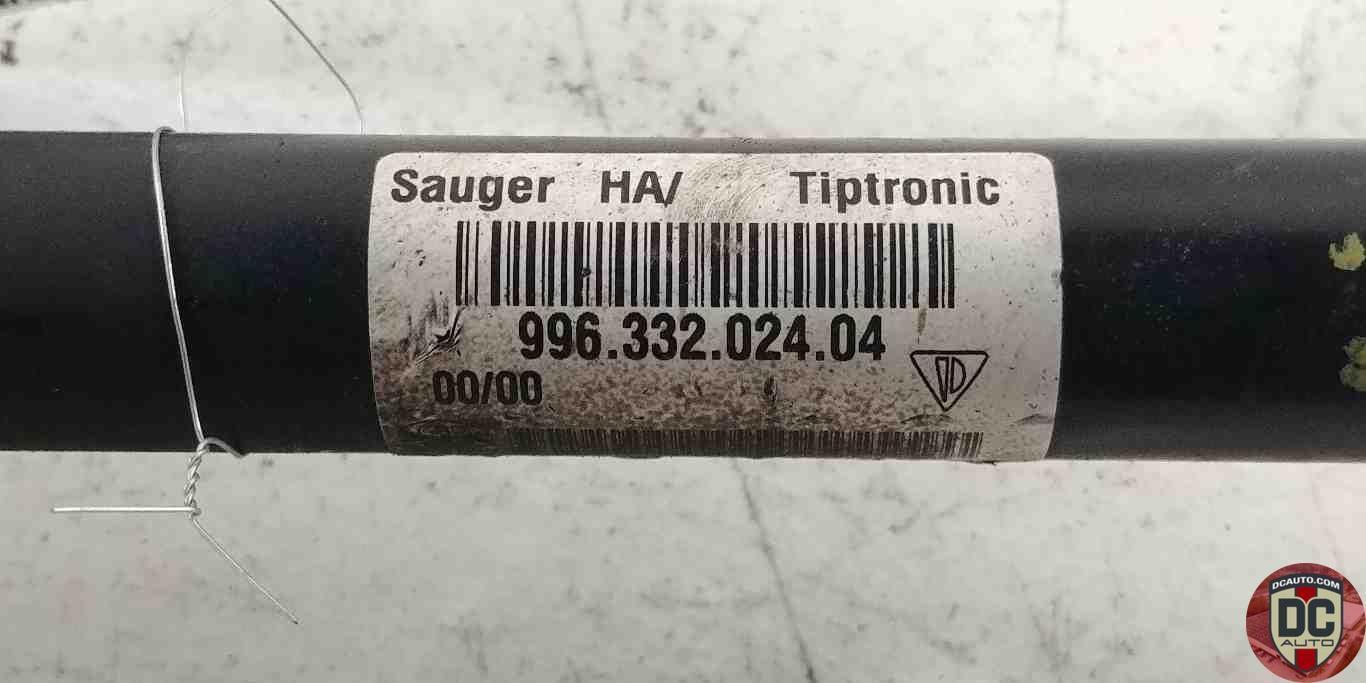 Sauger HA/ Tiptronic
996.332.024.04
00/00
DCAUTO.COM
DC
AUTO